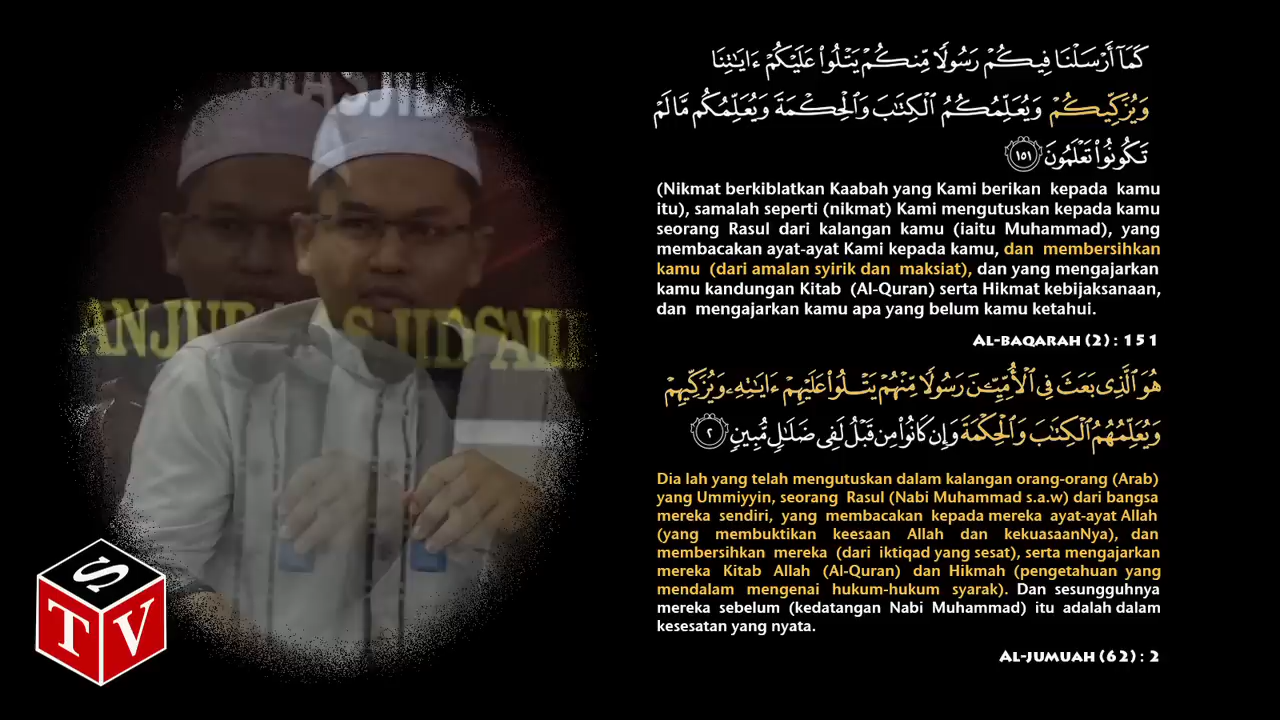 MASJID
ANJUR
MASJID SAIDI
كَمَآ أَرْسَلْنَا فِيكُمْ رَسُولًا مِّنكُمْ يَتْلُوا۟ عَلَيْكُمْ ءَايَـٰتِنَا
وَيُزَكِّيكُمْ وَيُعَلِّمُكُمُ ٱلْكِتَـٰبَ وَٱلْحِكْمَةَ وَيُعَلِّمُكُم مَّا لَمْ
تَكُونُوا۟ تَعْلَمُونَ ١٥١
(Nikmat berkiblatkan Kaabah yang Kami berikan kepada kamu
itu), samalah seperti (nikmat) Kami mengutuskan kepada kamu
seorang Rasul dari kalangan kamu (iaitu Muhammad), yang
membacakan ayat-ayat Kami kepada kamu, dan membersihkan
kamu (dari amalan syirik dan maksiat), dan yang mengajarkan
kamu kandungan Kitab (Al-Quran) serta Hikmat kebijaksanaan,
dan mengajarkan kamu apa yang belum kamu ketahui.
Al-baqarah (2) : 151
هُوَ ٱلَّذِى بَعَثَ فِى ٱلْأُمِّيِّـۧنَ رَسُولًا مِّنْهُمْ يَتْلُوا۟ عَلَيْهِمْ ءَايَـٰتِهِۦ وَيُزَكِّيهِمْ
وَيُعَلِّمُهُمُ ٱلْكِتَـٰبَ وَٱلْحِكْمَةَ وَإِن كَانُوا۟ مِن قَبْلُ لَفِى ضَلَـٰلٍ مُّبِينٍ ٢
Dia lah yang telah mengutuskan dalam kalangan orang-orang (Arab)
yang Ummiyyin, seorang Rasul (Nabi Muhammad s.a.w) dari bangsa
mereka sendiri, yang membacakan kepada mereka ayat-ayat Allah
(yang membuktikan keesaan Allah dan kekuasaanNya), dan
membersihkan mereka (dari iktiqad yang sesat), serta mengajarkan
mereka Kitab Allah (Al-Quran) dan Hikmah (pengetahuan yang
mendalam mengenai hukum-hukum syarak). Dan sesungguhnya
mereka sebelum (kedatangan Nabi Muhammad) itu adalah dalam
kesesatan yang nyata.
Al-jumuah (62) : 2
S
T V